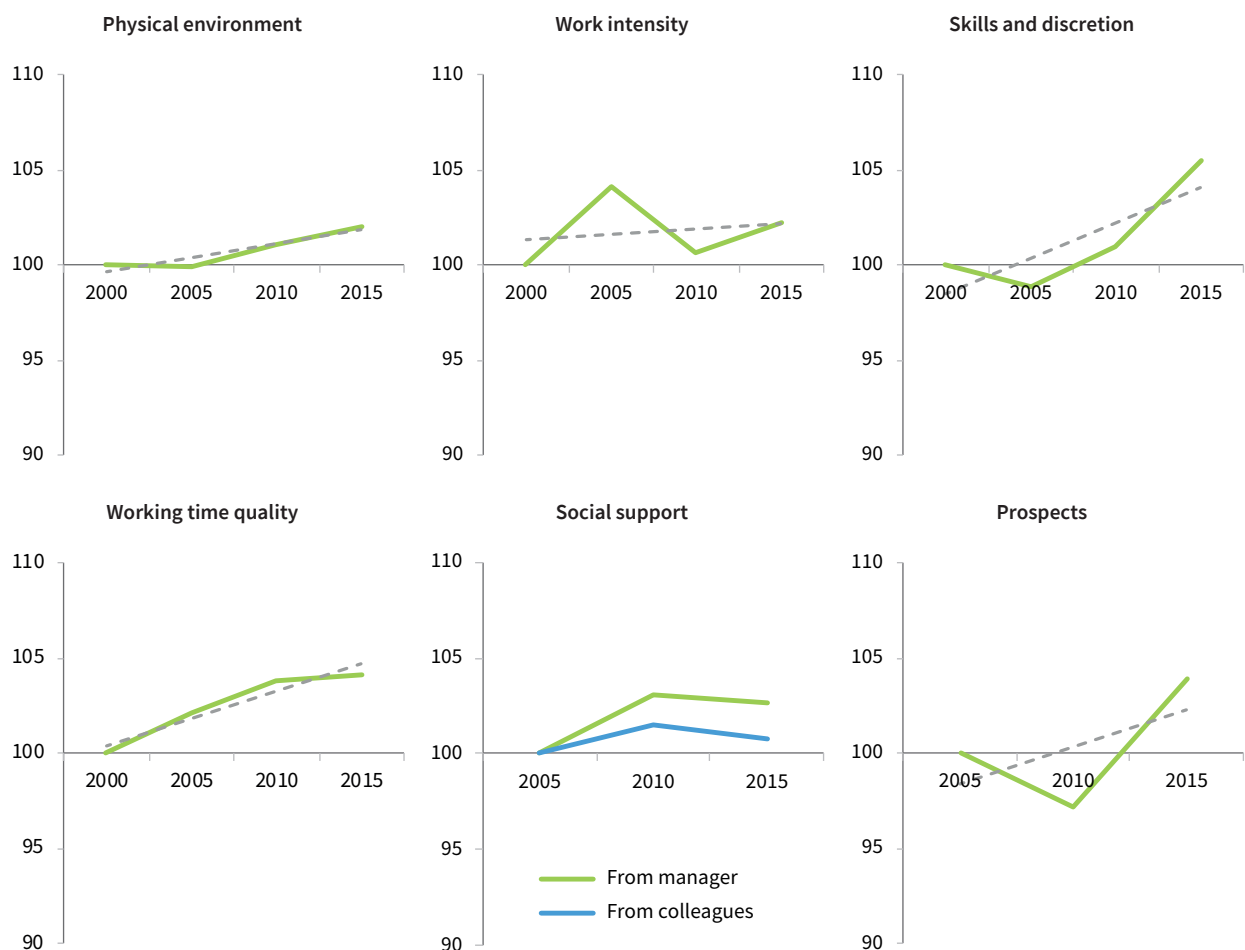 Physical environment
110
105
100
95
90
2000 2005 2010 2015
Work intensity
110
105
100
95
90
2000 2005 2010 2015
Skills and discretion
110
105
100
95
90
2000 2005 2010 2015
Working time quality
110
105
100
95
90
2000 2005 2010 2015
Social support
110
105
100
95
90
2005 2010 2015
From manager
From colleagues
Prospects
110
105
100
95
90
2005 2010 2015